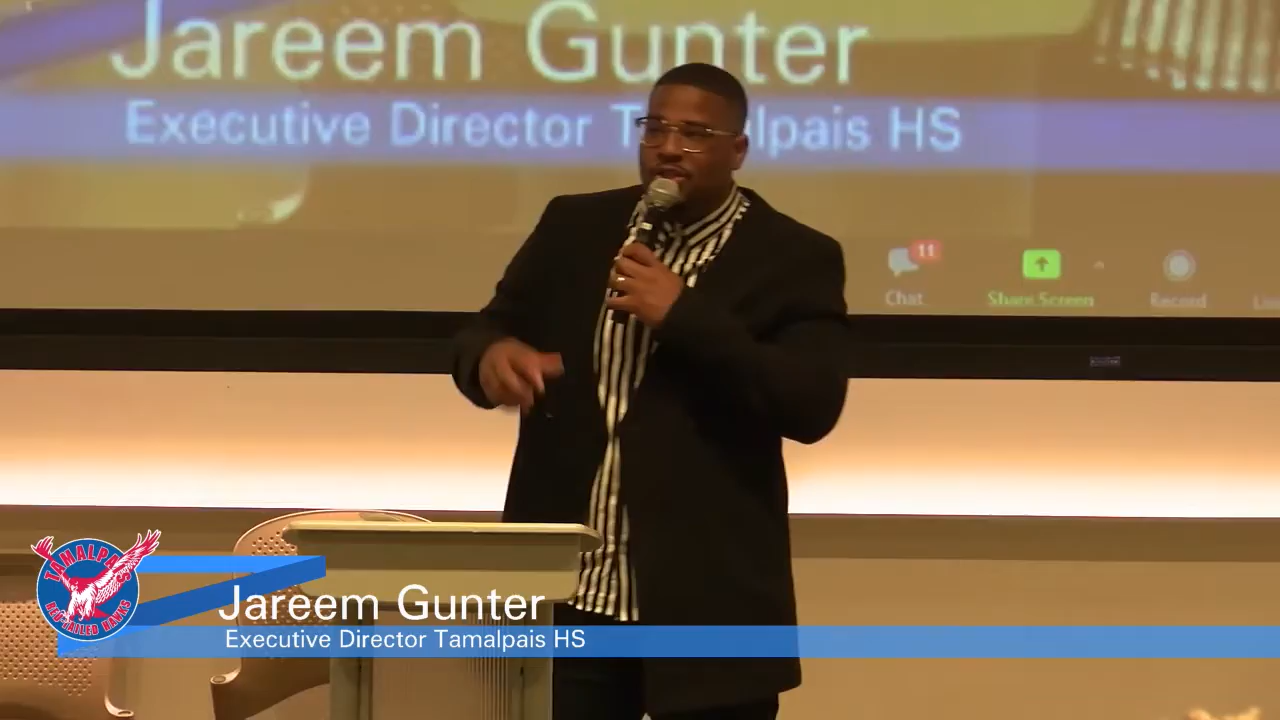 Jareem Gunter
Executive Director Tamalpais HS
11
Chat
Share Screen
Record
TAMALPAIS
RED-TAILED HAWKS
Jareem Gunter
Executive Director Tamalpais HS